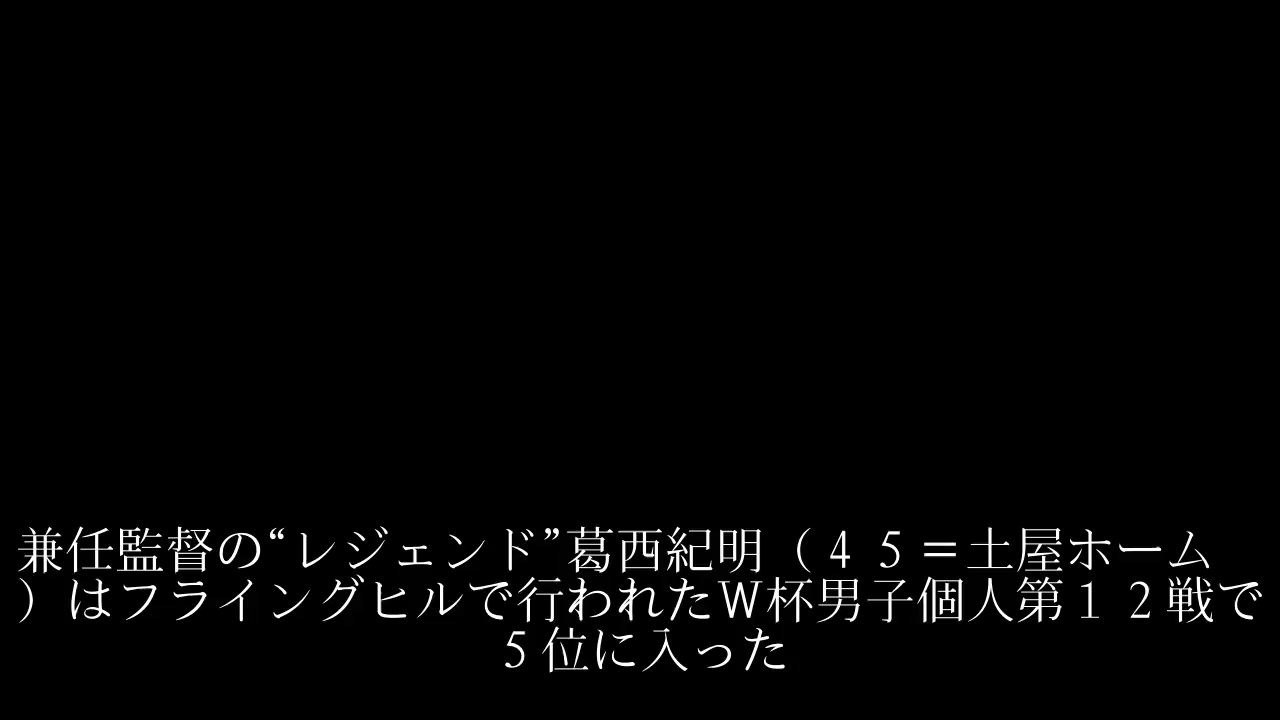 兼任監督の“レジェンド”葛西紀明（４５＝土屋ホーム
）はフライングヒルで行われたＷ杯男子個人第１２戦で
５位に入った